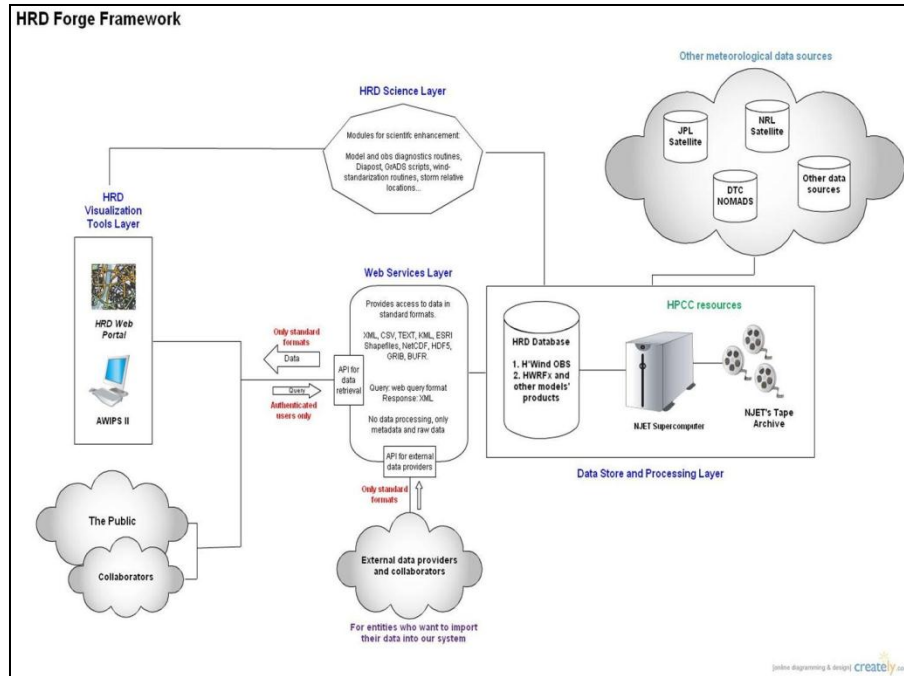 HRD Forge Framework
Other meteorological data sources
JPL
Satellite
NRL
Satellite
DTC
NOMADS
Other data
sources
HRD Science Layer
Modules for scientifc enhancement:
Model and obs diagnostics routines,
Diapost, GrADS scripts, wind-
standarization routines, storm relative
locations...
HRD
Visualization
Tools Layer
HRD Web
Portal
AWIPS II
Only standard
formats
Data
Query
Authenticated
users only
Web Services Layer
Provides access to data in
standard formats.
XML, CSV, TEXT, KML, ESRI
Shapefiles, NetCDF, HDF5,
GRIB, BUFR.
API for
data
retrieval
Query: web query format
Response: XML
No data processing, only
metadata and raw data
API for external
data providers
Only standard
formats
HPCC resources
HRD Database
1. H'Wind OBS
2. HWRFx and
other models'
products
NJET Supercomputer
NJET's Tape
Archive
Data Store and Processing Layer
The Public
Collaborators
External data providers
and collaborators
For entities who want to import
their data into our system
[online diagramming & design] creately.com